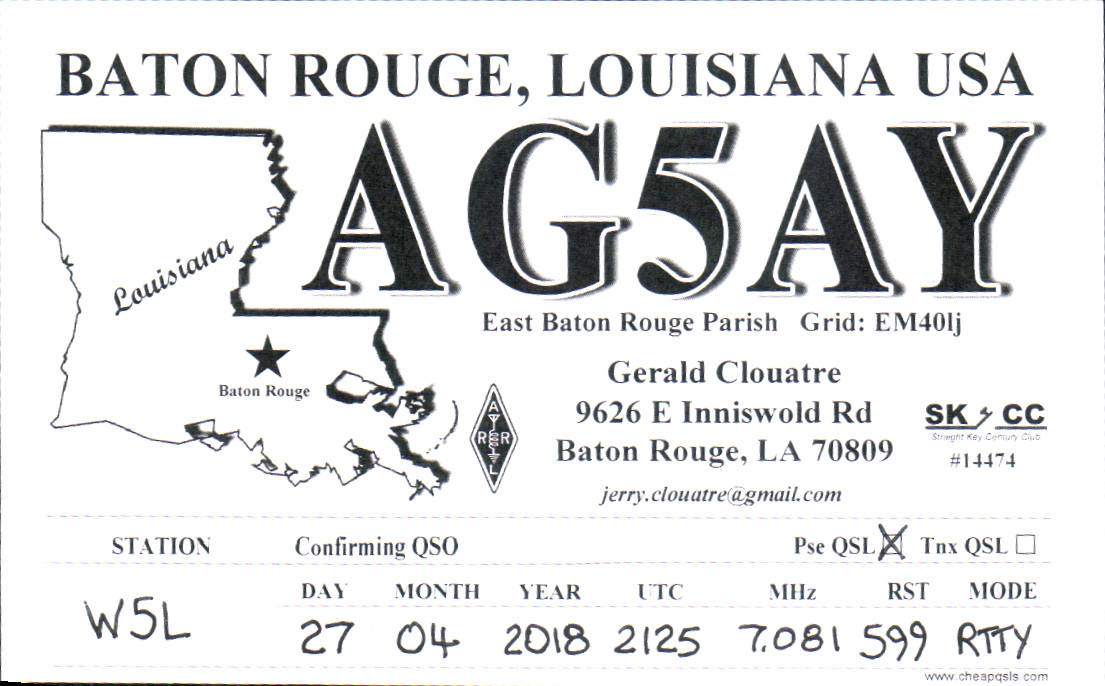 BATON ROUGE, LOUISIANA USA
AG5AY
Louisiana
East Baton Rouge Parish Grid: EM40lj
Baton Rouge
Gerald Clouatre
9626 E Inniswold Rd
Baton Rouge, LA 70809
jerry.clouatre@gmail.com
A
R R
L
SK CC
Straight Key Century Club
#14474
STATION Confirming QSO Pse QSL Tnx QSL
DAY MONTH YEAR UTC MHz RST MODE
W5L 27 04 2018 2125 7.081 599 RTTY
www.cheapqsls.com